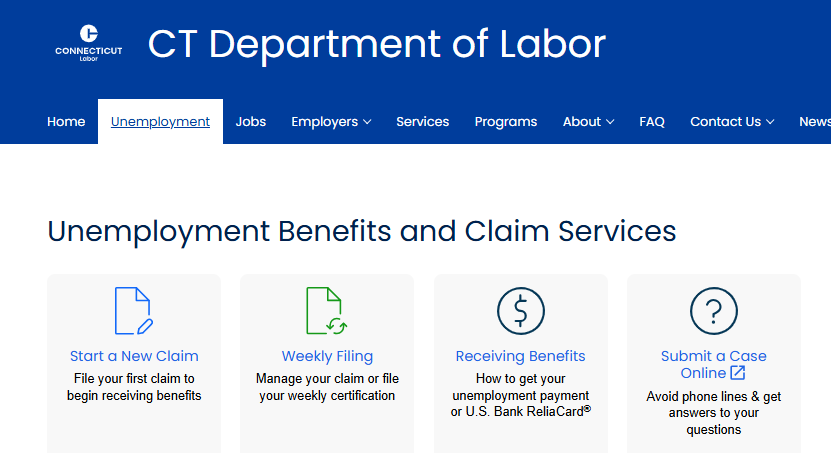 CONNECTICUT
Labor
CT Department of Labor
Home Unemployment Jobs Employers Services Programs About FAQ Contact Us News
Unemployment Benefits and Claim Services
Start a New Claim
File your first claim to
begin receiving benefits
Weekly Filing
Manage your claim or file
your weekly certification
Receiving Benefits
How to get your
unemployment payment
or U.S. Bank ReliaCard®
Submit a Case
Online
Avoid phone lines & get
answers to your
questions